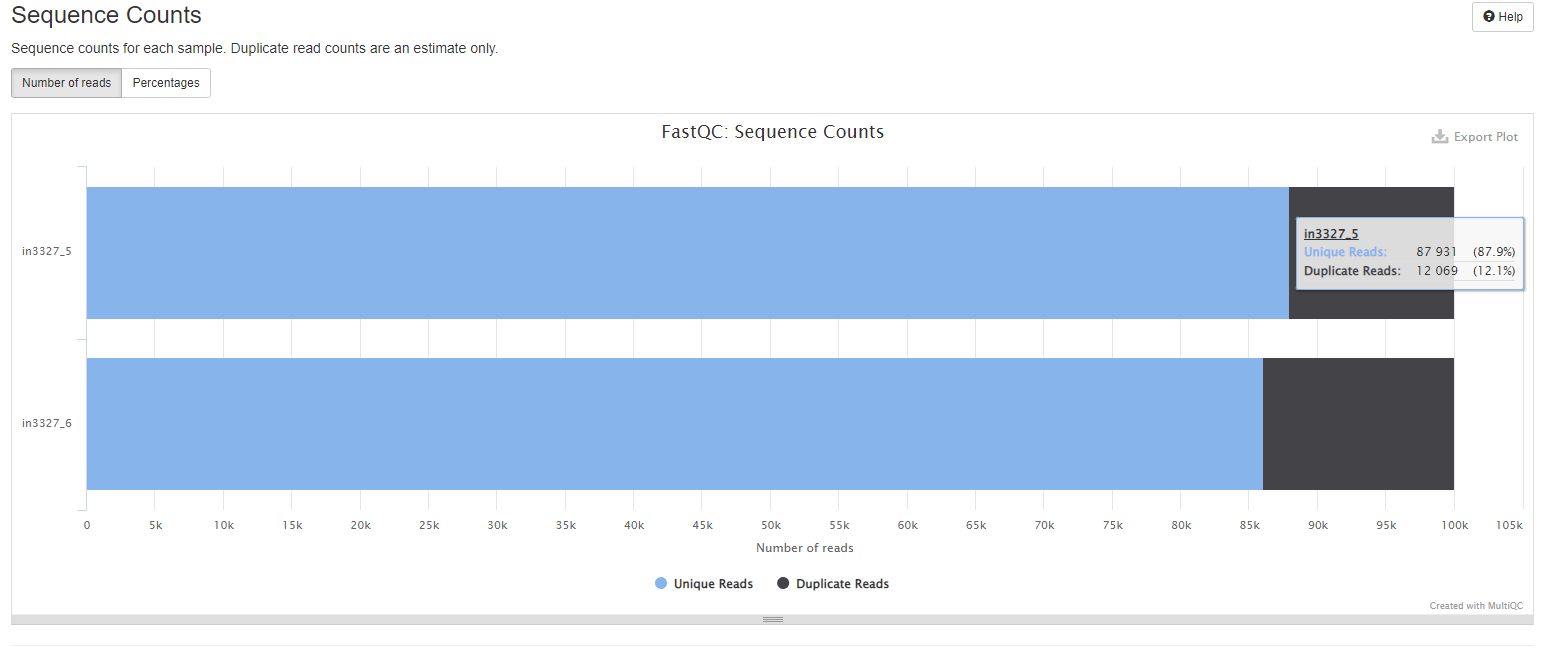 Sequence Counts
Help
Sequence counts for each sample. Duplicate read counts are an estimate only.
Number of reads
Percentages
FastQC: Sequence Counts
Export Plot
in3327_5
in3327_5
Unique Reads: 87 931 (87.9%)
Duplicate Reads: 12 069 (12.1%)
in3327_6
0 5k 10k 15k 20k 25k 30k 35k 40k 45k 50k 55k 60k 65k 70k 75k 80k 85k 90k 95k 100k 105k
Number of reads
Unique Reads Duplicate Reads
Created with MultiQC